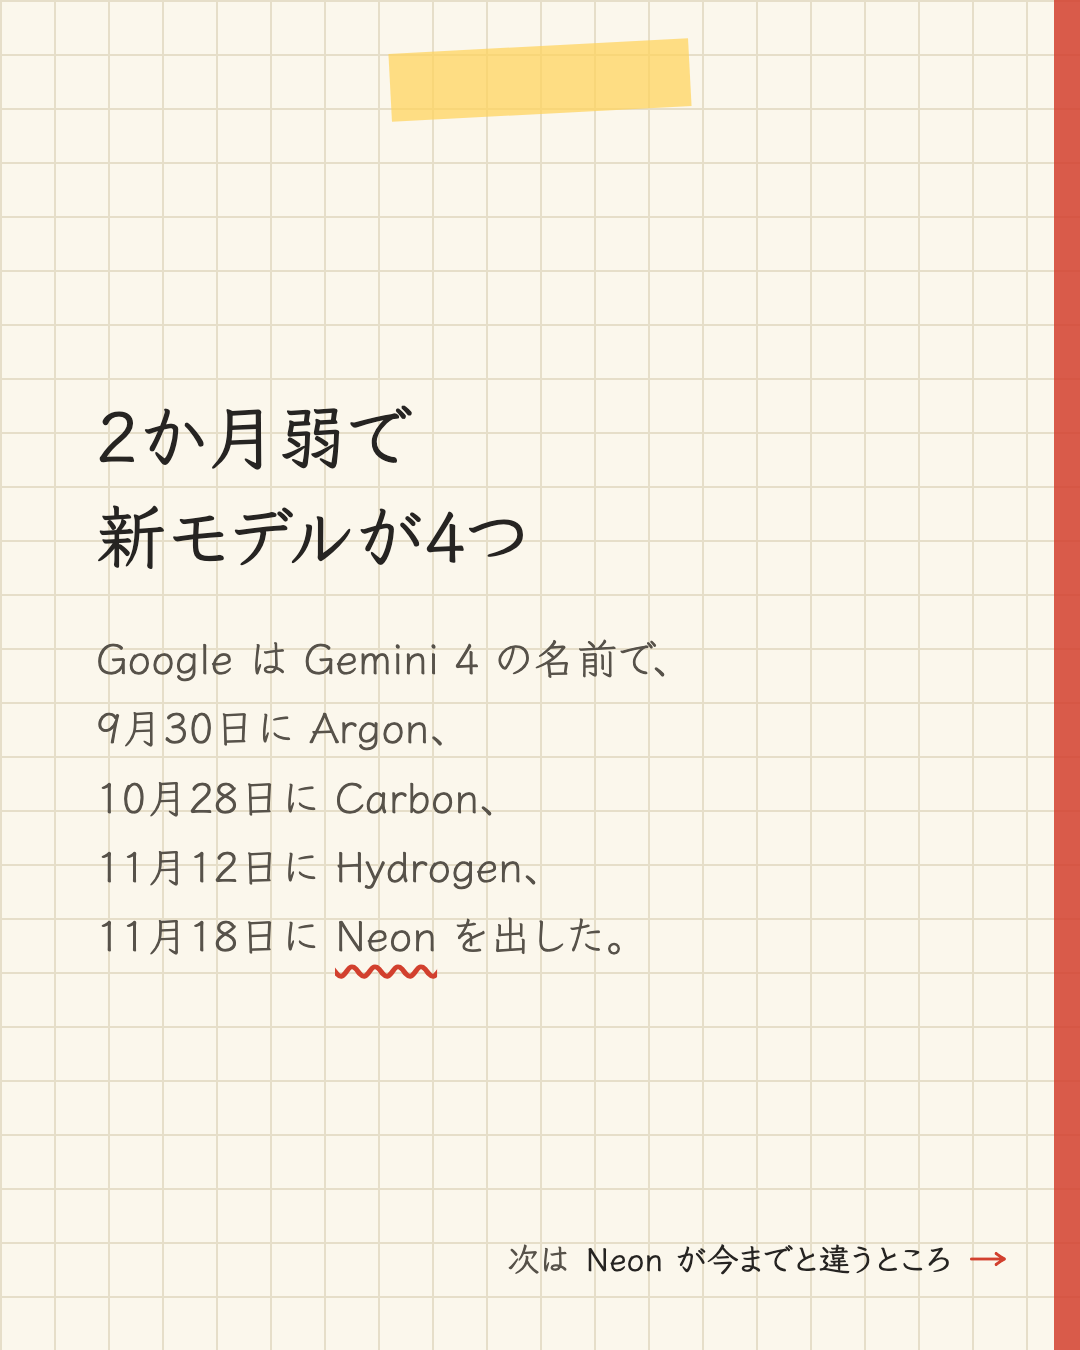 2か月弱で
新モデルが4つ
Google は Gemini 4 の名前で、
9月30日に Argon、
10月28日に Carbon、
11月12日に Hydrogen、
11月18日に Neon を出した。
次は Neon が今までと違うところ →